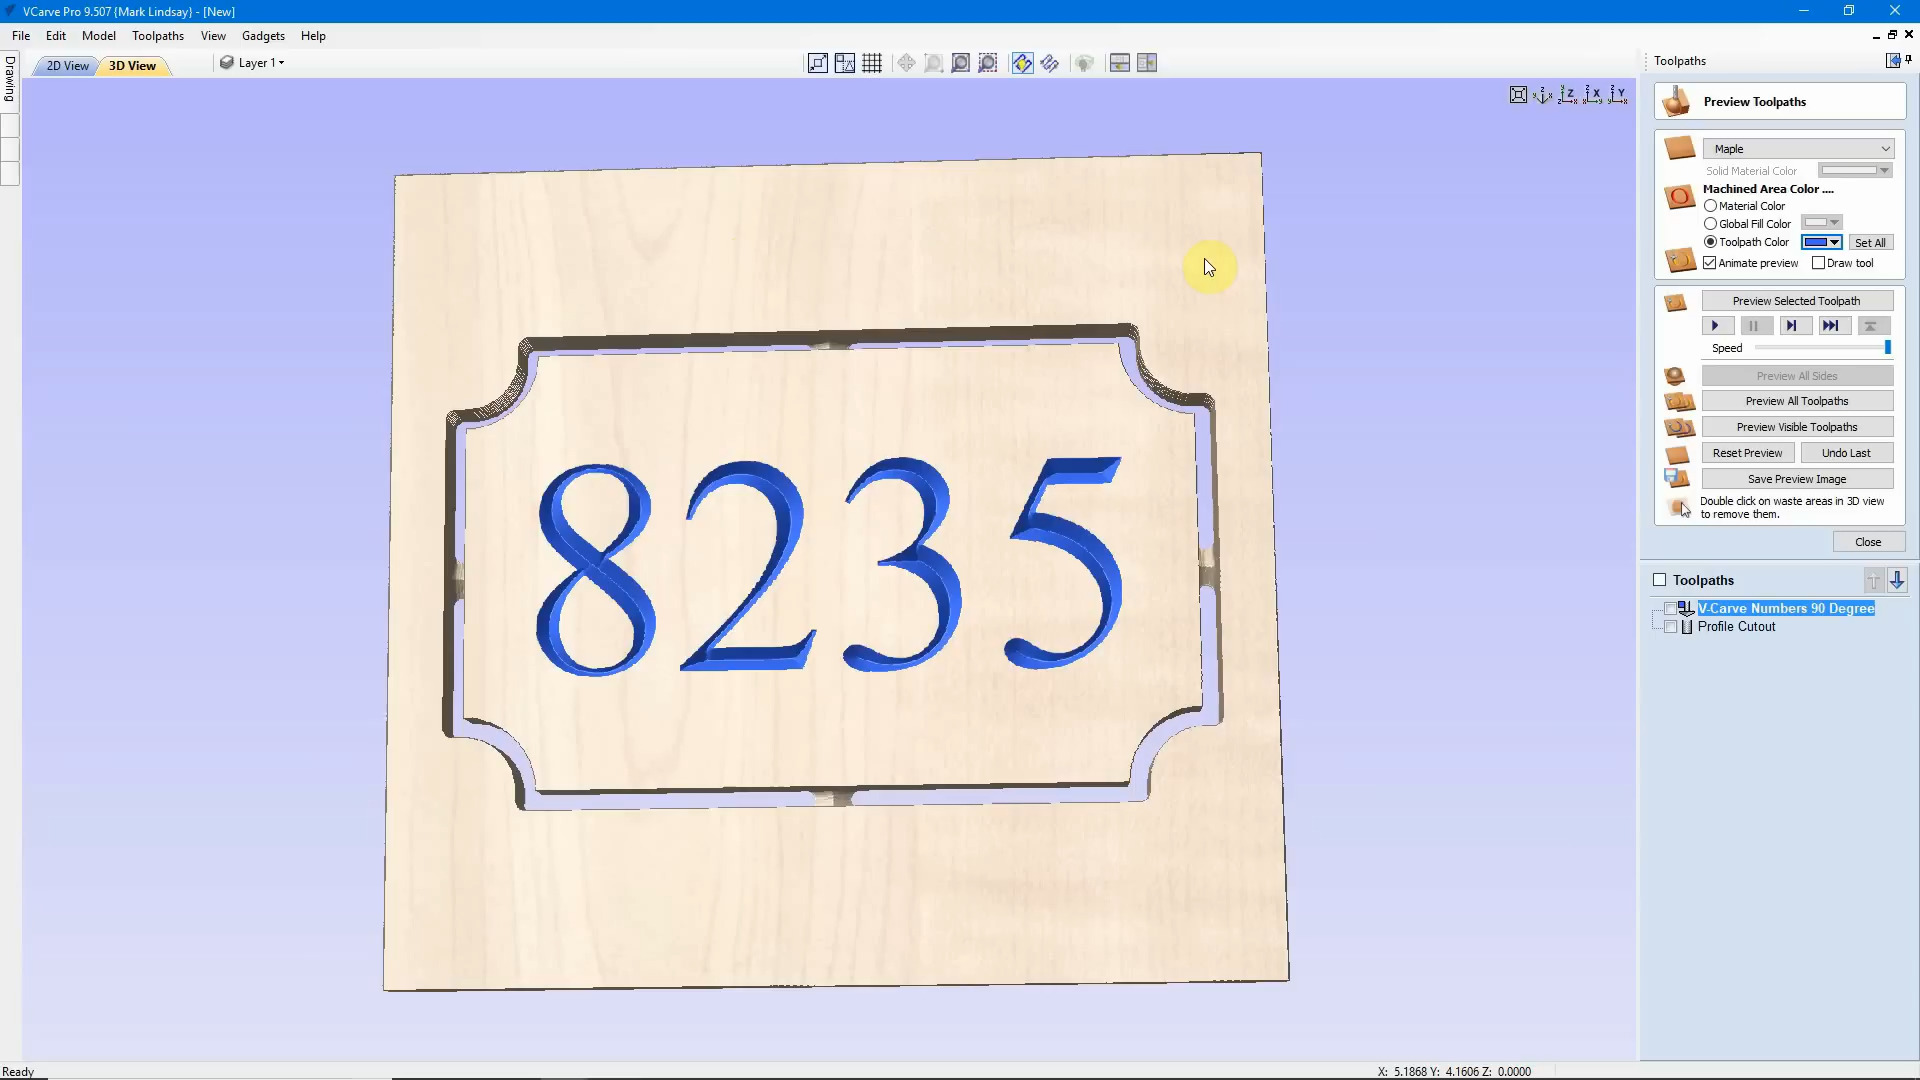 VCarve Pro 9.507 {Mark Lindsay} - [New]
File Edit Model Toolpaths View Gadgets Help
Drawing
2D View 3D View Layer 1
Z X Y
8235
Toolpaths
Preview Toolpaths
Maple
Solid Material Color
Machined Area Color ....
Material Color
Global Fill Color
Toolpath Color Set All
Animate preview Draw tool
Preview Selected Toolpath
Speed
Preview All Sides
Preview All Toolpaths
Preview Visible Toolpaths
Reset Preview Undo Last
Save Preview Image
Double click on waste areas in 3D view
to remove them.
Close
Toolpaths
V-Carve Numbers 90 Degree
Profile Cutout
Ready X: 5.1868 Y: 4.1606 Z: 0.0000